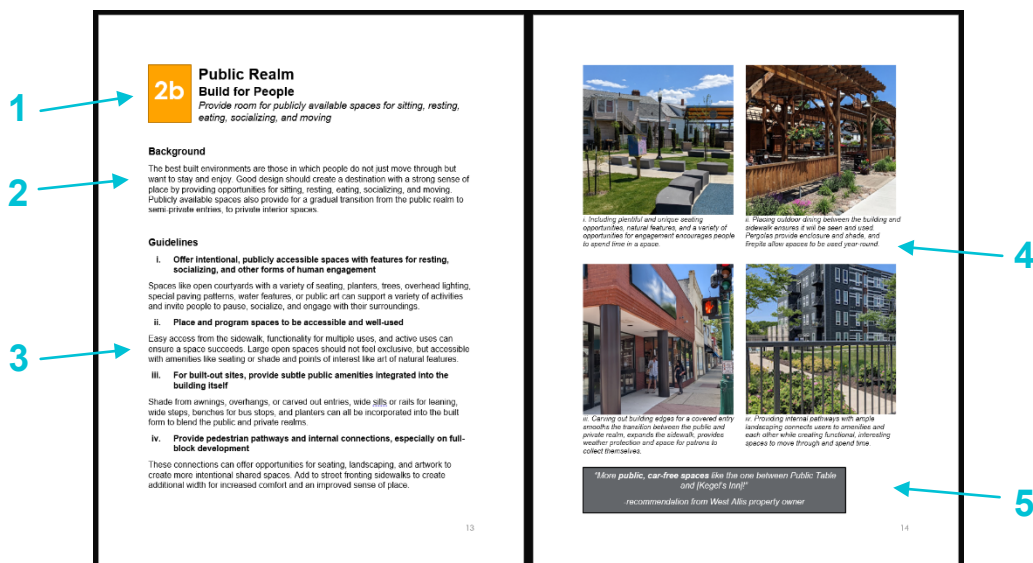 1
2
3
2b
Public Realm
Build for People
Provide room for publicly available spaces for sitting, resting,
eating, socializing, and moving
Background
The best built environments are those in which people do not just move through but
want to stay and enjoy. Good design should create a destination with a strong sense of
place by providing opportunities for sitting, resting, eating, socializing, and moving.
Publicly available spaces also provide for a gradual transition from the public realm to
semi-private entries, to private interior spaces.
Guidelines
i. Offer intentional, publicly accessible spaces with features for resting,
socializing, and other forms of human engagement
Spaces like open courtyards with a variety of seating, planters, trees, overhead lighting,
special paving patterns, water features, or public art can support a variety of activities
and invite people to pause, socialize, and engage with their surroundings.
ii. Place and program spaces to be accessible and well-used
Easy access from the sidewalk, functionality for multiple uses, and active uses can
ensure a space succeeds. Large open spaces should not feel exclusive, but accessible
with amenities like seating or shade and points of interest like art of natural features.
iii. For built-out sites, provide subtle public amenities integrated into the
building itself
Shade from awnings, overhangs, or carved out entries, wide sills or rails for leaning,
wide steps, benches for bus stops, and planters can all be incorporated into the built
form to blend the public and private realms.
iv. Provide pedestrian pathways and internal connections, especially on full-
block development
These connections can offer opportunities for seating, landscaping, and artwork to
create more intentional shared spaces. Add to street fronting sidewalks to create
additional width for increased comfort and an improved sense of place.
13
i. Including plentiful and unique seating
opportunities, natural features, and a variety of
opportunities for engagement encourages people
to spend time in a space.
ii. Placing outdoor dining between the building and
sidewalk ensures it will be seen and used.
Pergolas provide enclosure and shade, and
firepits allow spaces to be used year round.
iii. Carving out building edges for a covered entry
smooths the transition between the public and
private realm, expands the sidewalk, provides
weather protection and space for patrons to
collect themselves.
iv. Providing internal pathways with ample
landscaping connects users to amenities and
each other while creating functional, interesting
spaces to move through and spend time.
"More public, car-free spaces like the one between Public Table
and [Kegel's Inn]!"
-recommendation from West Allis property owner
14
4
5